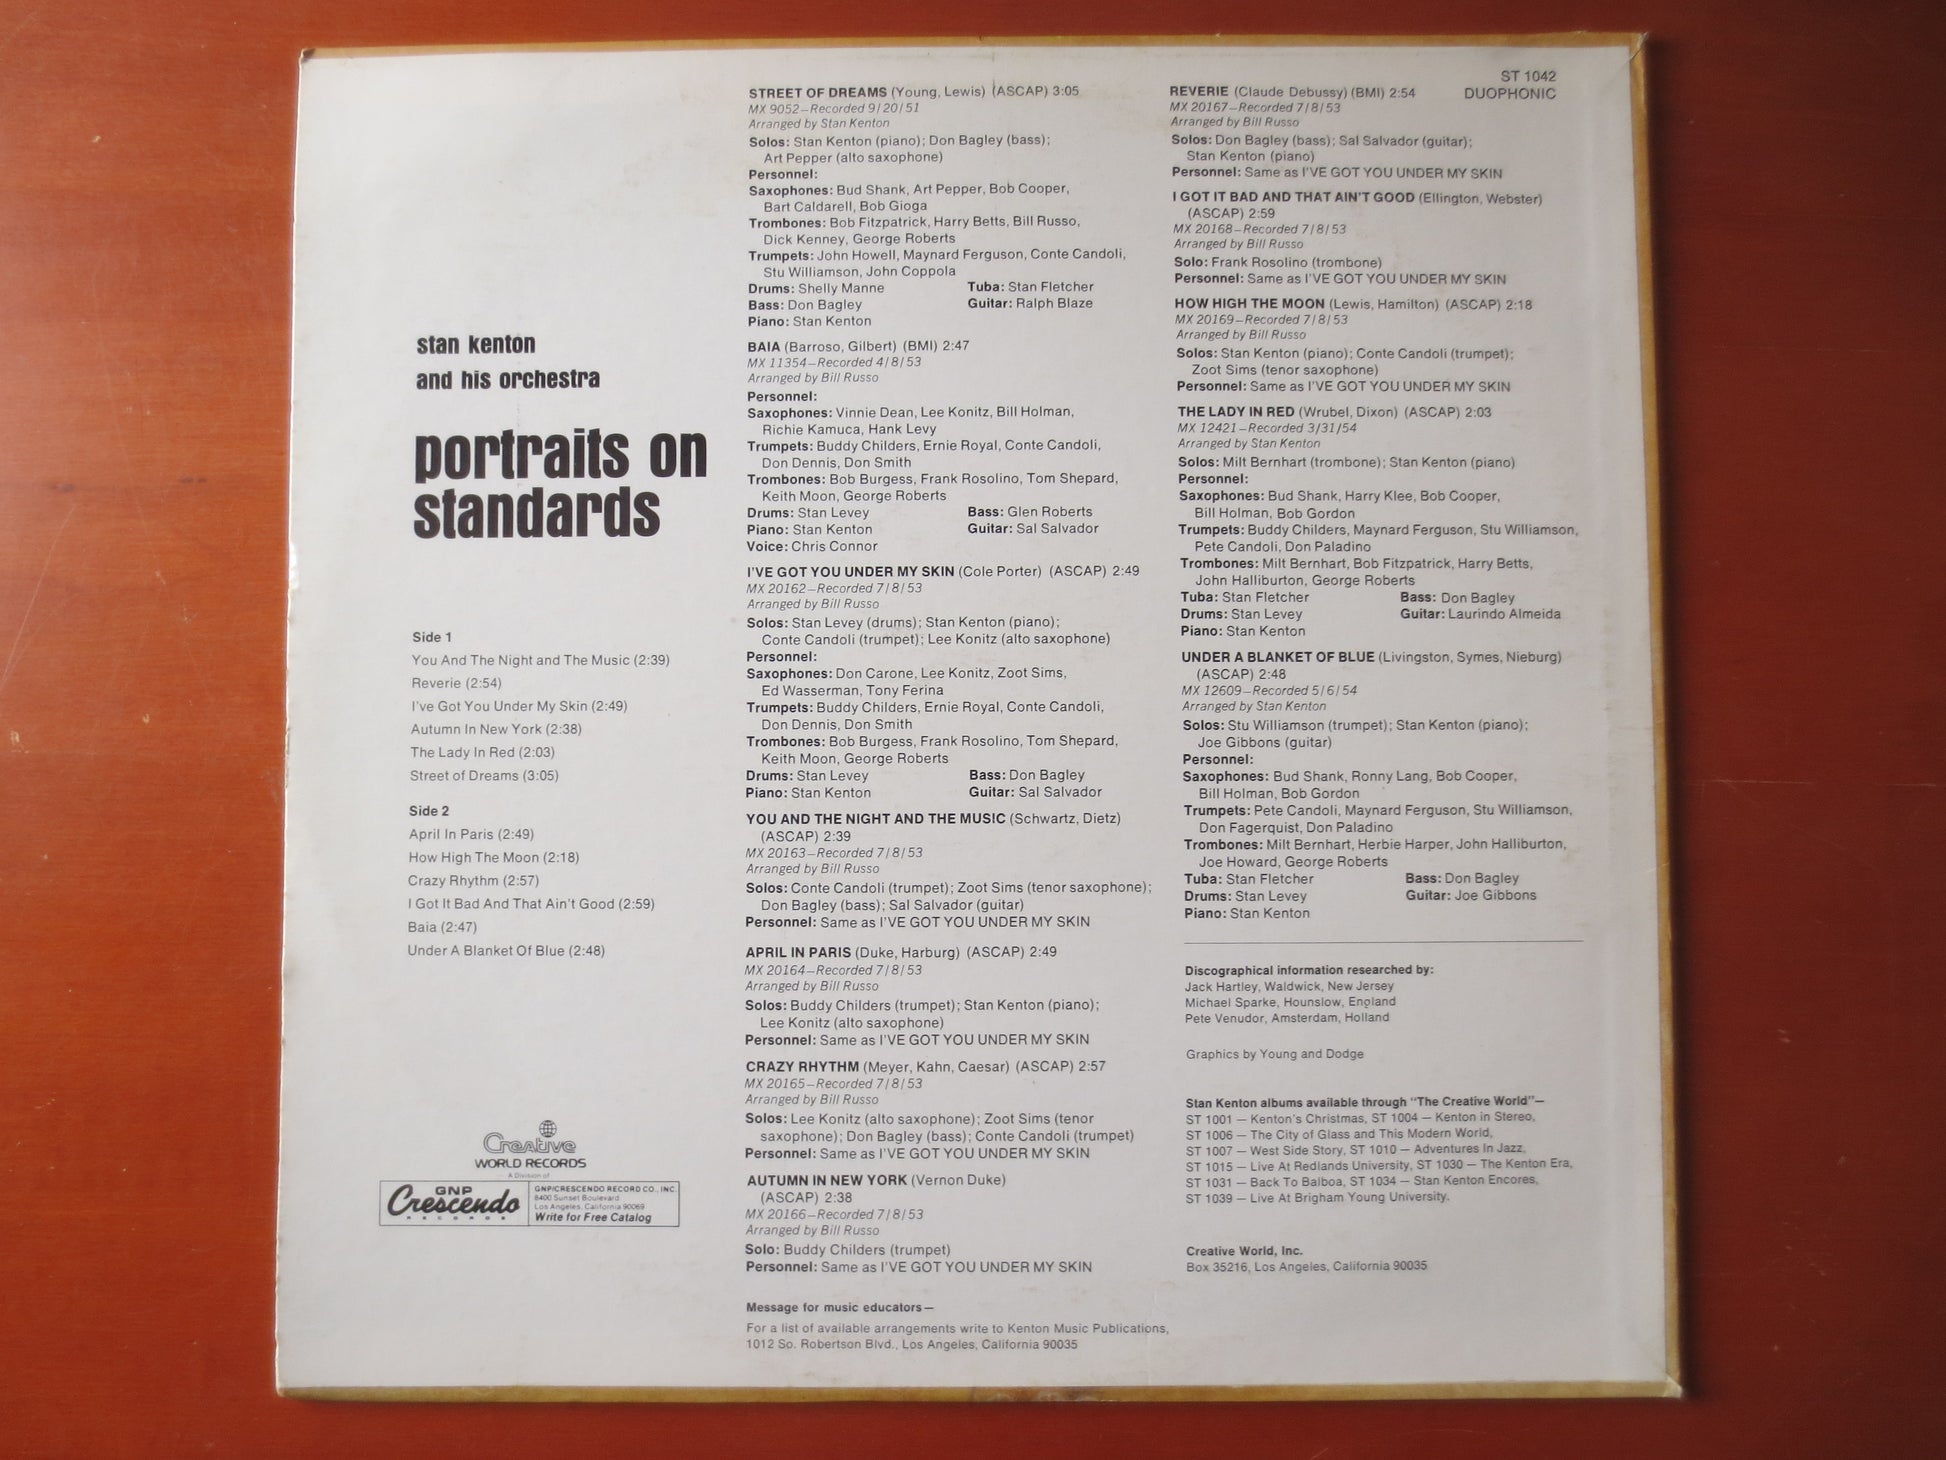 stan kenton
and his orchestra
portraits on
standards
Side 1
You And The Night and The Music (2:39)
Reverie (2:54)
I've Got You Under My Skin (2:49)
Autumn In New York (2:38)
The Lady In Red (2:03)
Street of Dreams (3:05)
Side 2
April In Paris (2:49)
How High The Moon (2:18)
Crazy Rhythm (2:57)
I Got It Bad And That Ain't Good (2:59)
Baia (2:47)
Under A Blanket Of Blue (2:48)
Creative
WORLD RECORDS
A Division of
GNP
Crescendo
RECORDS
GNP/CRESCENDO RECORD CO., INC.
8400 Sunset Boulevard
Los Angeles, California 90069
Write for Free Catalog
STREET OF DREAMS (Young, Lewis) (ASCAP) 3:05
MX 9052—Recorded 9/20/51
Arranged by Stan Kenton
Solos: Stan Kenton (piano); Don Bagley (bass);
Art Pepper (alto saxophone)
Personnel:
Saxophones: Bud Shank, Art Pepper, Bob Cooper,
Bart Caldarell, Bob Gioga
Trombones: Bob Fitzpatrick, Harry Betts, Bill Russo,
Dick Kenney, George Roberts
Trumpets: John Howell, Maynard Ferguson, Conte Candoli,
Stu Williamson, John Coppola
Drums: Shelly Manne Tuba: Stan Fletcher
Bass: Don Bagley Guitar: Ralph Blaze
Piano: Stan Kenton
BAIA (Barroso, Gilbert) (BMI) 2:47
MX 11354—Recorded 4/8/53
Arranged by Bill Russo
Personnel:
Saxophones: Vinnie Dean, Lee Konitz, Bill Holman,
Richie Kamuca, Hank Levy
Trumpets: Buddy Childers, Ernie Royal, Conte Candoli,
Don Dennis, Don Smith
Trombones: Bob Burgess, Frank Rosolino, Tom Shepard,
Keith Moon, George Roberts
Drums: Stan Levey Bass: Glen Roberts
Piano: Stan Kenton Guitar: Sal Salvador
Voice: Chris Connor
I'VE GOT YOU UNDER MY SKIN (Cole Porter) (ASCAP) 2:49
MX 20162—Recorded 7/8/53
Arranged by Bill Russo
Solos: Stan Levey (drums); Stan Kenton (piano);
Conte Candoli (trumpet); Lee Konitz (alto saxophone)
Personnel:
Saxophones: Don Carone, Lee Konitz, Zoot Sims,
Ed Wasserman, Tony Ferina
Trumpets: Buddy Childers, Ernie Royal, Conte Candoli,
Don Dennis, Don Smith
Trombones: Bob Burgess, Frank Rosolino, Tom Shepard,
Keith Moon, George Roberts
Drums: Stan Levey Bass: Don Bagley
Piano: Stan Kenton Guitar: Sal Salvador
YOU AND THE NIGHT AND THE MUSIC (Schwartz, Dietz)
(ASCAP) 2:39
MX 20163—Recorded 7/8/53
Arranged by Bill Russo
Solos: Conte Candoli (trumpet); Zoot Sims (tenor saxophone);
Don Bagley (bass); Sal Salvador (guitar)
Personnel: Same as I'VE GOT YOU UNDER MY SKIN
APRIL IN PARIS (Duke, Harburg) (ASCAP) 2:49
MX 20164—Recorded 7/8/53
Arranged by Bill Russo
Solos: Buddy Childers (trumpet); Stan Kenton (piano);
Lee Konitz (alto saxophone)
Personnel: Same as I'VE GOT YOU UNDER MY SKIN
CRAZY RHYTHM (Meyer, Kahn, Caesar) (ASCAP) 2:57
MX 20165—Recorded 7/8/53
Arranged by Bill Russo
Solos: Lee Konitz (alto saxophone); Zoot Sims (tenor
saxophone); Don Bagley (bass); Conte Candoli (trumpet)
Personnel: Same as I'VE GOT YOU UNDER MY SKIN
AUTUMN IN NEW YORK (Vernon Duke)
(ASCAP) 2:38
MX 20166—Recorded 7/8/53
Arranged by Bill Russo
Solo: Buddy Childers (trumpet)
Personnel: Same as I'VE GOT YOU UNDER MY SKIN
Message for music educators—
For a list of available arrangements write to Kenton Music Publications,
1012 So. Robertson Blvd., Los Angeles, California 90035
ST 1042
DUOPHONIC
REVERIE (Claude Debussy) (BMI) 2:54
MX 20167—Recorded 7/8/53
Arranged by Bill Russo
Solos: Don Bagley (bass); Sal Salvador (guitar);
Stan Kenton (piano)
Personnel: Same as I'VE GOT YOU UNDER MY SKIN
I GOT IT BAD AND THAT AIN'T GOOD (Ellington, Webster)
(ASCAP) 2:59
MX 20168—Recorded 7/8/53
Arranged by Bill Russo
Solo: Frank Rosolino (trombone)
Personnel: Same as I'VE GOT YOU UNDER MY SKIN
HOW HIGH THE MOON (Lewis, Hamilton) (ASCAP) 2:18
MX 20169—Recorded 7/8/53
Arranged by Bill Russo
Solos: Stan Kenton (piano); Conte Candoli (trumpet);
Zoot Sims (tenor saxophone)
Personnel: Same as I'VE GOT YOU UNDER MY SKIN
THE LADY IN RED (Wrubel, Dixon) (ASCAP) 2:03
MX 12421—Recorded 3/31/54
Arranged by Stan Kenton
Solos: Milt Bernhart (trombone); Stan Kenton (piano)
Personnel:
Saxophones: Bud Shank, Harry Klee, Bob Cooper,
Bill Holman, Bob Gordon
Trumpets: Buddy Childers, Maynard Ferguson, Stu Williamson,
Pete Candoli, Don Paladino
Trombones: Milt Bernhart, Bob Fitzpatrick, Harry Betts,
John Halliburton, George Roberts
Tuba: Stan Fletcher Bass: Don Bagley
Drums: Stan Levey Guitar: Laurindo Almeida
Piano: Stan Kenton
UNDER A BLANKET OF BLUE (Livingston, Symes, Nieburg)
(ASCAP) 2:48
MX 12609—Recorded 5/6/54
Arranged by Stan Kenton
Solos: Stu Williamson (trumpet); Stan Kenton (piano);
Joe Gibbons (guitar)
Personnel:
Saxophones: Bud Shank, Ronny Lang, Bob Cooper,
Bill Holman, Bob Gordon
Trumpets: Pete Candoli, Maynard Ferguson, Stu Williamson,
Don Fagerquist, Don Paladino
Trombones: Milt Bernhart, Herbie Harper, John Halliburton,
Joe Howard, George Roberts
Tuba: Stan Fletcher Bass: Don Bagley
Drums: Stan Levey Guitar: Joe Gibbons
Piano: Stan Kenton
Discographical information researched by:
Jack Hartley, Waldwick, New Jersey
Michael Sparke, Hounslow, England
Pete Venudor, Amsterdam, Holland
Graphics by Young and Dodge
Stan Kenton albums available through "The Creative World"—
ST 1001 — Kenton's Christmas, ST 1004 — Kenton in Stereo,
ST 1006 — The City of Glass and This Modern World,
ST 1007 — West Side Story, ST 1010 — Adventures In Jazz,
ST 1015 — Live At Redlands University, ST 1030 — The Kenton Era,
ST 1031 — Back To Balboa, ST 1034 — Stan Kenton Encores,
ST 1039 — Live At Brigham Young University.
Creative World, Inc.
Box 35216, Los Angeles, California 90035